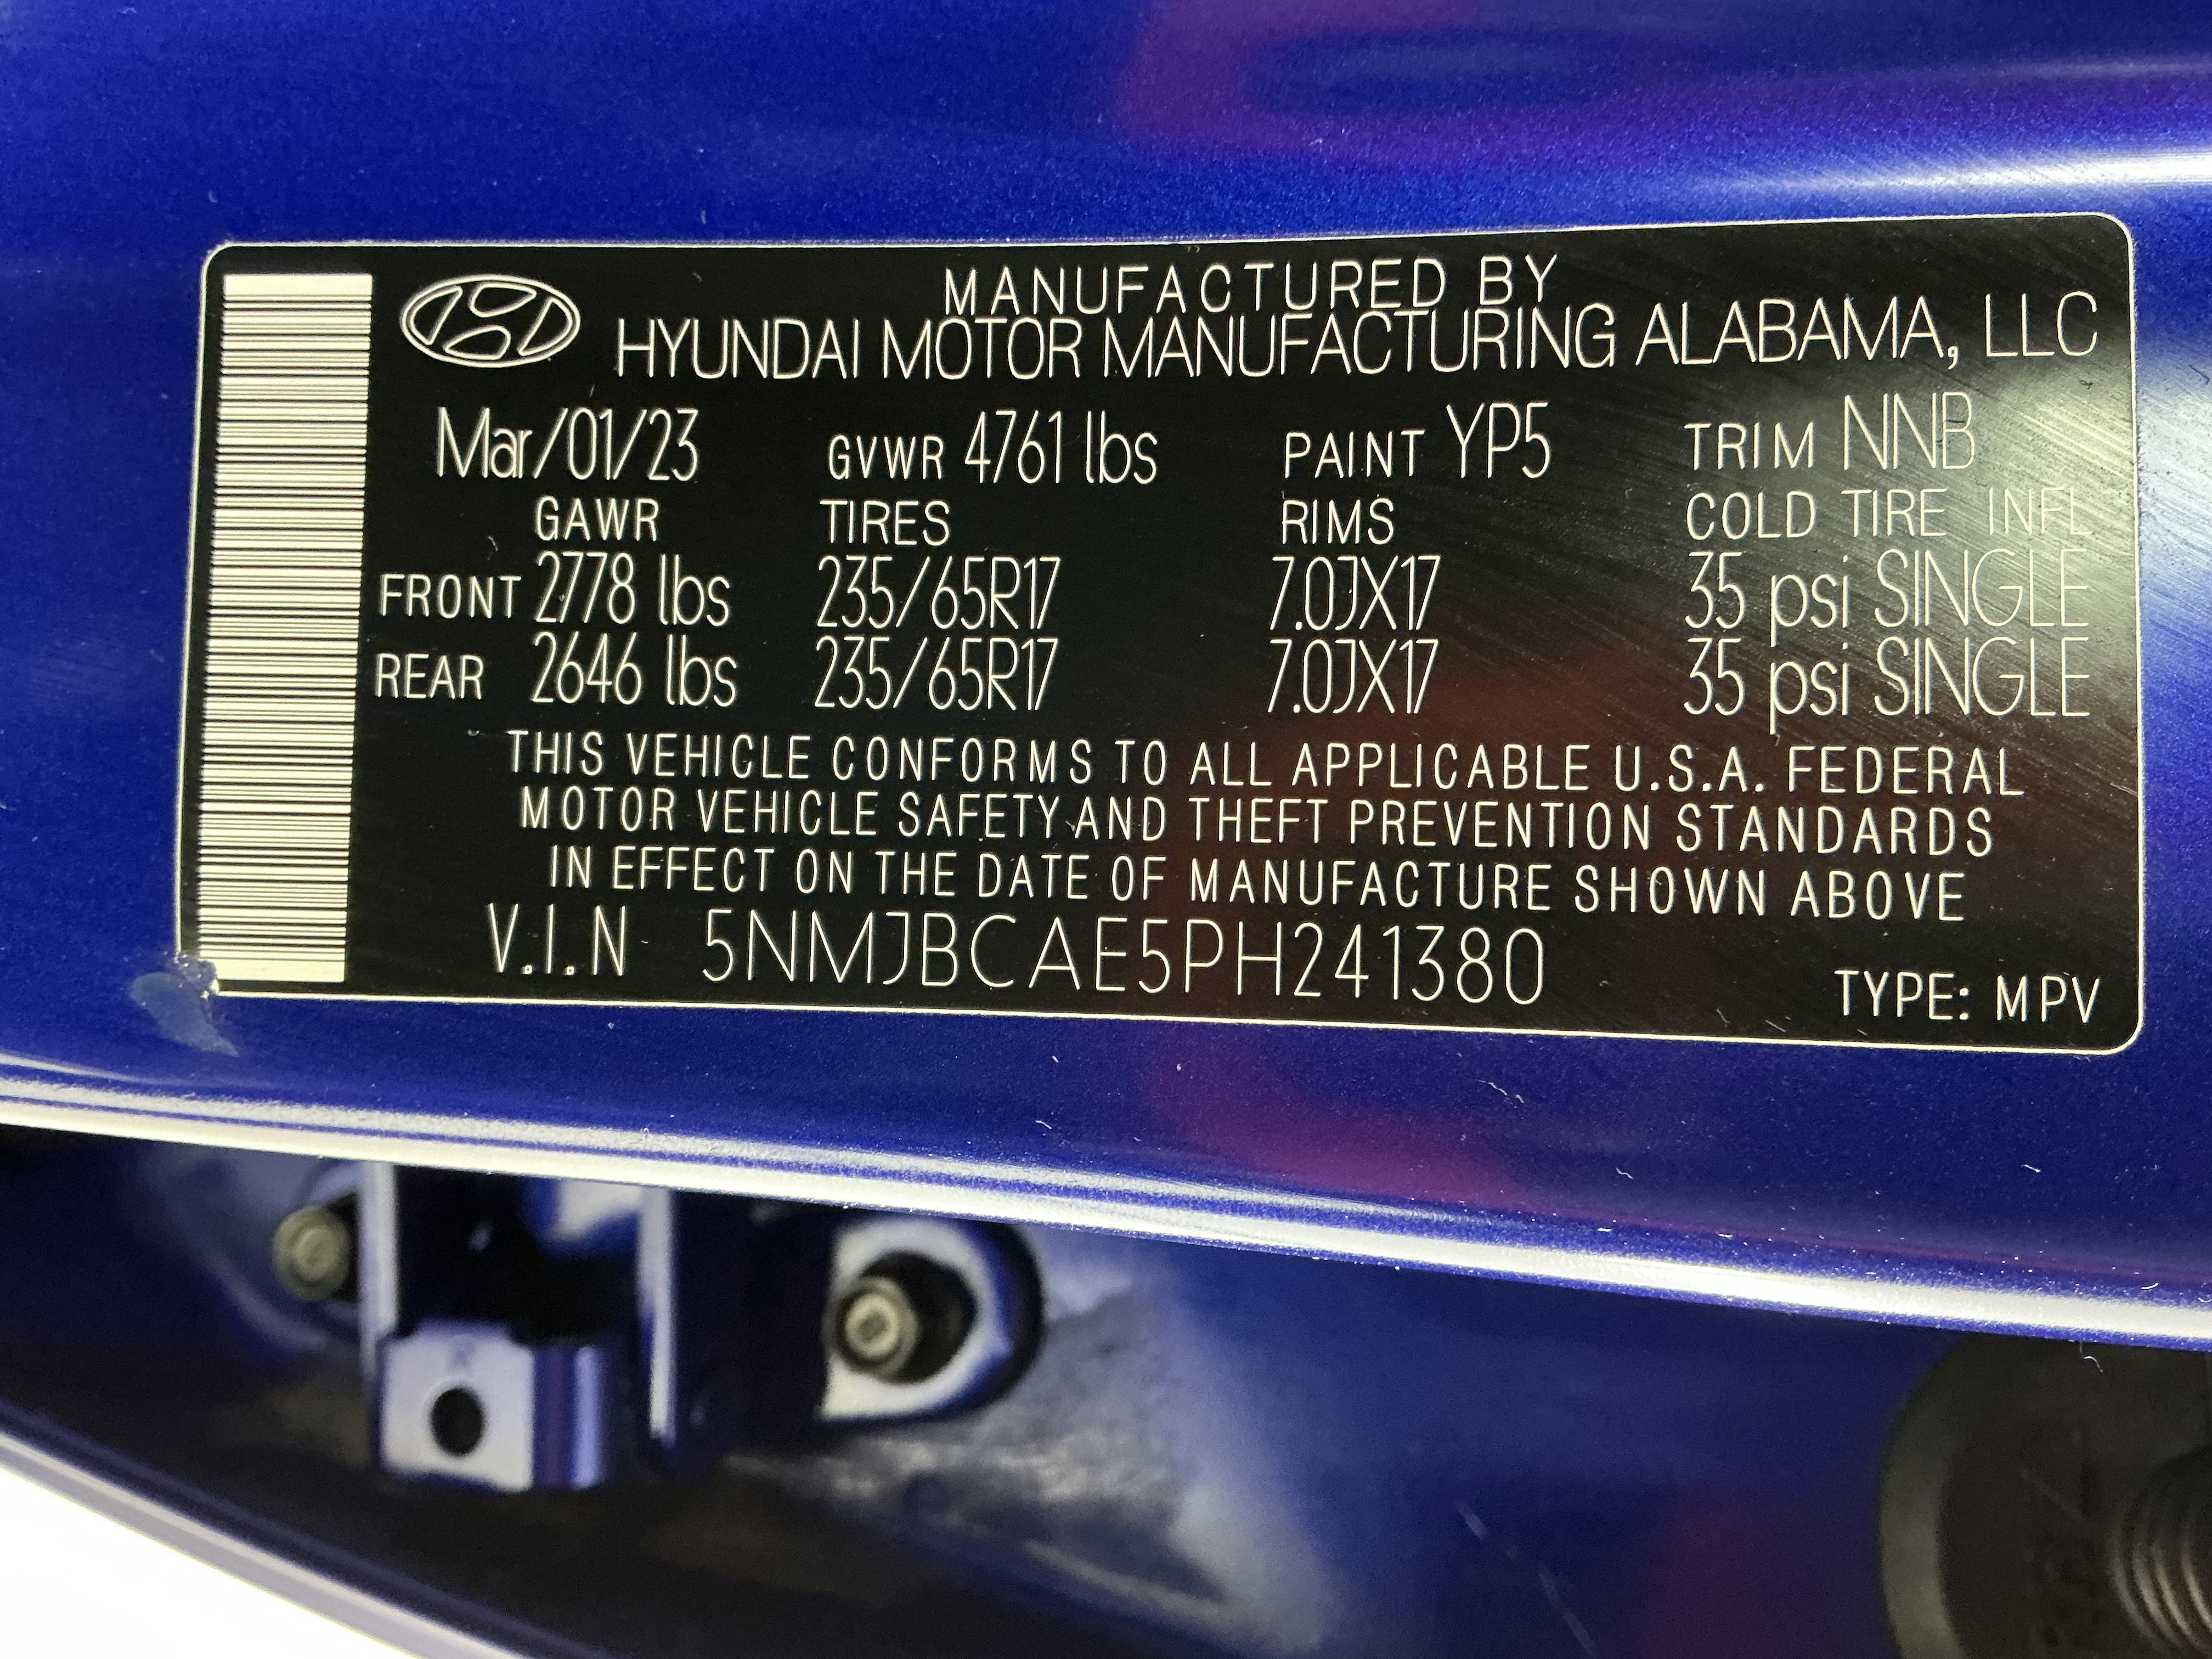 MANUFACTURED BY
HYUNDAI MOTOR MANUFACTURING ALABAMA, LLC
Mar/01/23 GVWR 4761 lbs PAINT YP5 TRIM NNB
GAWR TIRES RIMS COLD TIRE INFL
FRONT 2778 lbs 235/65R17 7.0JX17 35 psi SINGLE
REAR 2646 lbs 235/65R17 7.0JX17 35 psi SINGLE
THIS VEHICLE CONFORMS TO ALL APPLICABLE U.S.A. FEDERAL
MOTOR VEHICLE SAFETY AND THEFT PREVENTION STANDARDS
IN EFFECT ON THE DATE OF MANUFACTURE SHOWN ABOVE
V.I.N 5NMJBCAE5PH241380
TYPE: MPV